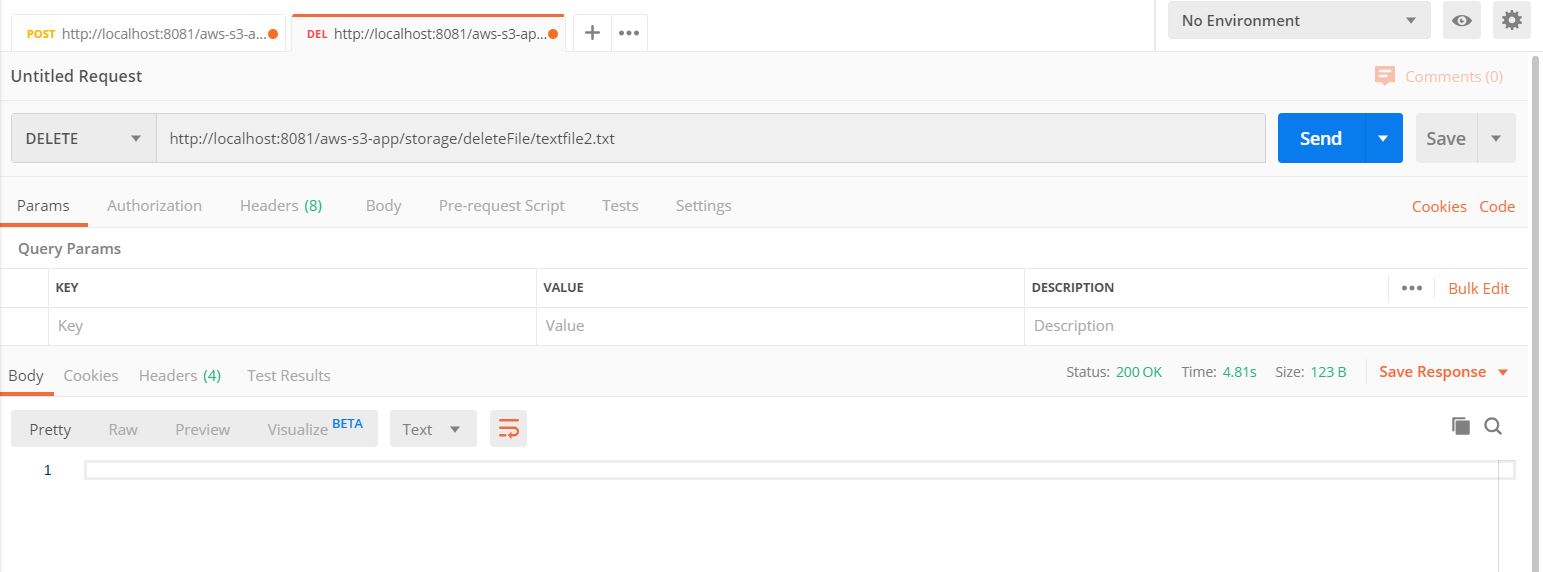 POST http://localhost:8081/aws-s3-a... DEL http://localhost:8081/aws-s3-ap... No Environment
Untitled Request Comments (0)
DELETE http://localhost:8081/aws-s3-app/storage/deleteFile/textfile2.txt Send Save
Params Authorization Headers (8) Body Pre-request Script Tests Settings Cookies Code
Query Params
KEY VALUE DESCRIPTION Bulk Edit
Key Value Description
Body Cookies Headers (4) Test Results Status: 200 OK Time: 4.81s Size: 123 B Save Response
Pretty Raw Preview Visualize BETA Text
1